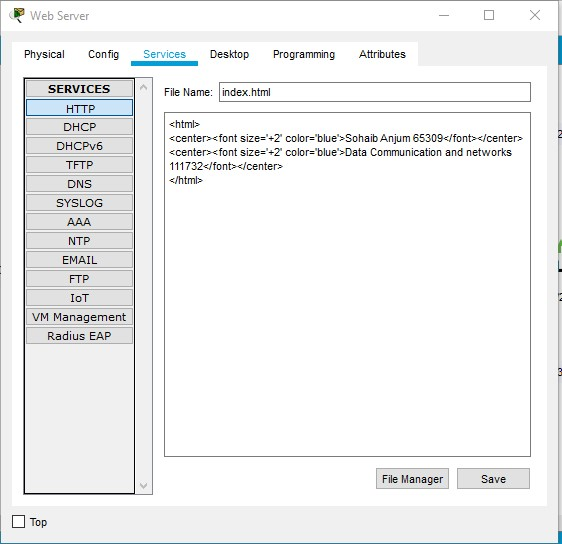 Web Server
Physical Config Services Desktop Programming Attributes
SERVICES
HTTP
DHCP
DHCPv6
TFTP
DNS
SYSLOG
AAA
NTP
EMAIL
FTP
IoT
VM Management
Radius EAP
File Name: index.html
<html>
<center><font size='+2' color='blue'>Sohaib Anjum 65309</font></center>
<center><font size='+2' color='blue'>Data Communication and networks
111732</font></center>
</html>
File Manager Save
Top